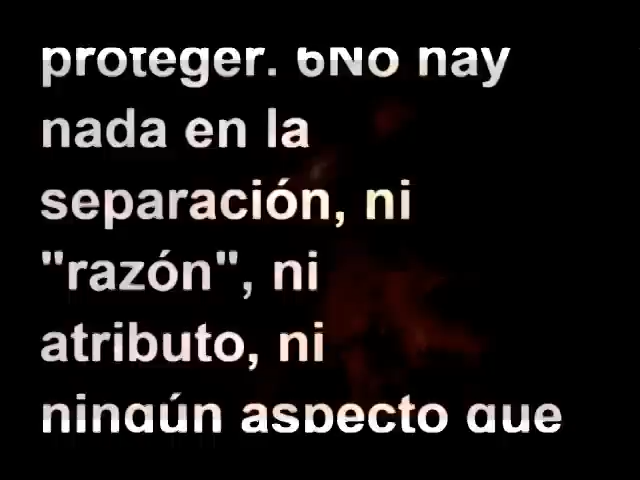 proteger. 6No hay
nada en la
separación, ni
"razón", ni
atributo, ni
ningún aspecto que